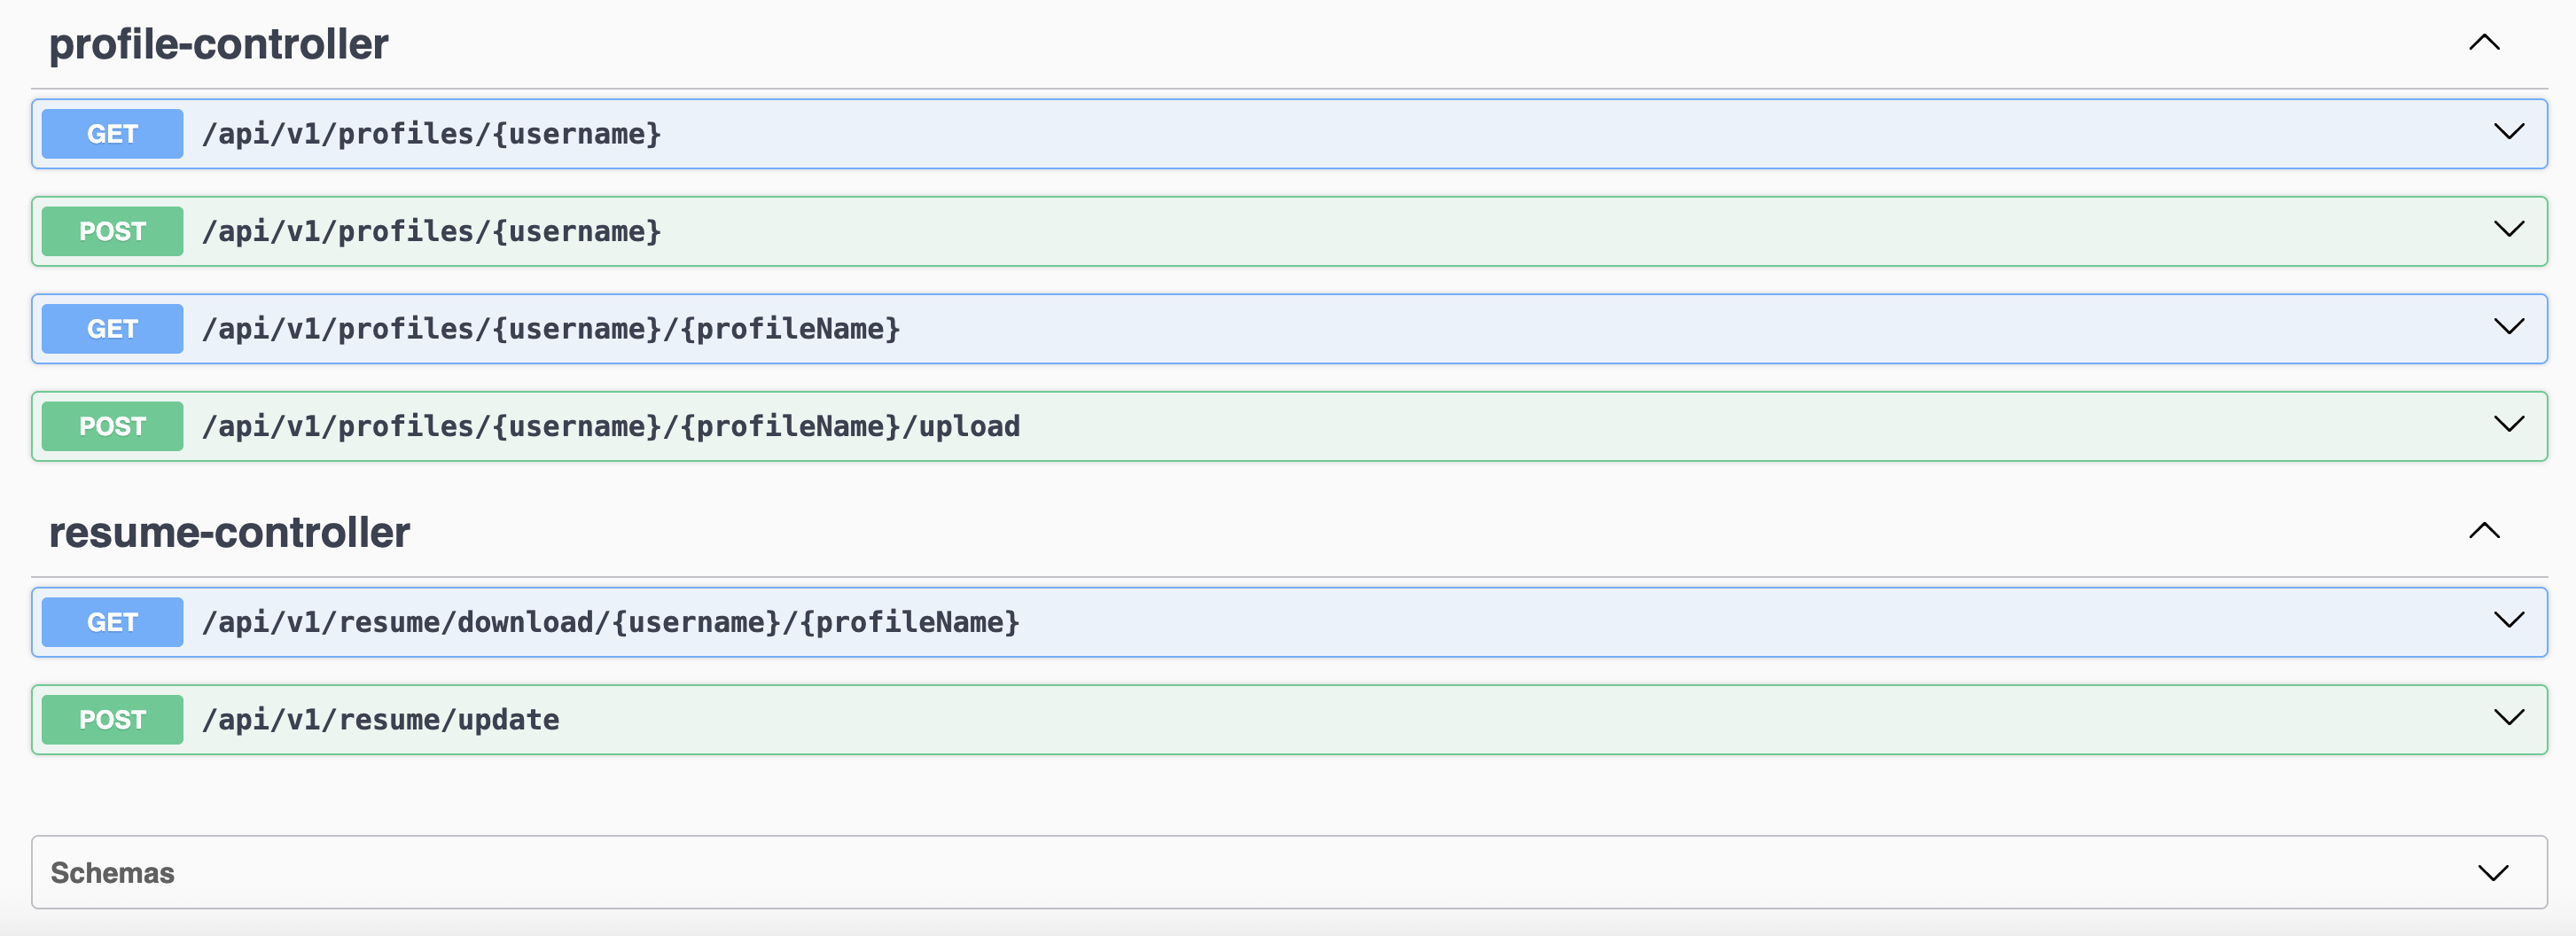 profile-controller
GET /api/v1/profiles/{username}
POST /api/v1/profiles/{username}
GET /api/v1/profiles/{username}/{profileName}
POST /api/v1/profiles/{username}/{profileName}/upload
resume-controller
GET /api/v1/resume/download/{username}/{profileName}
POST /api/v1/resume/update
Schemas